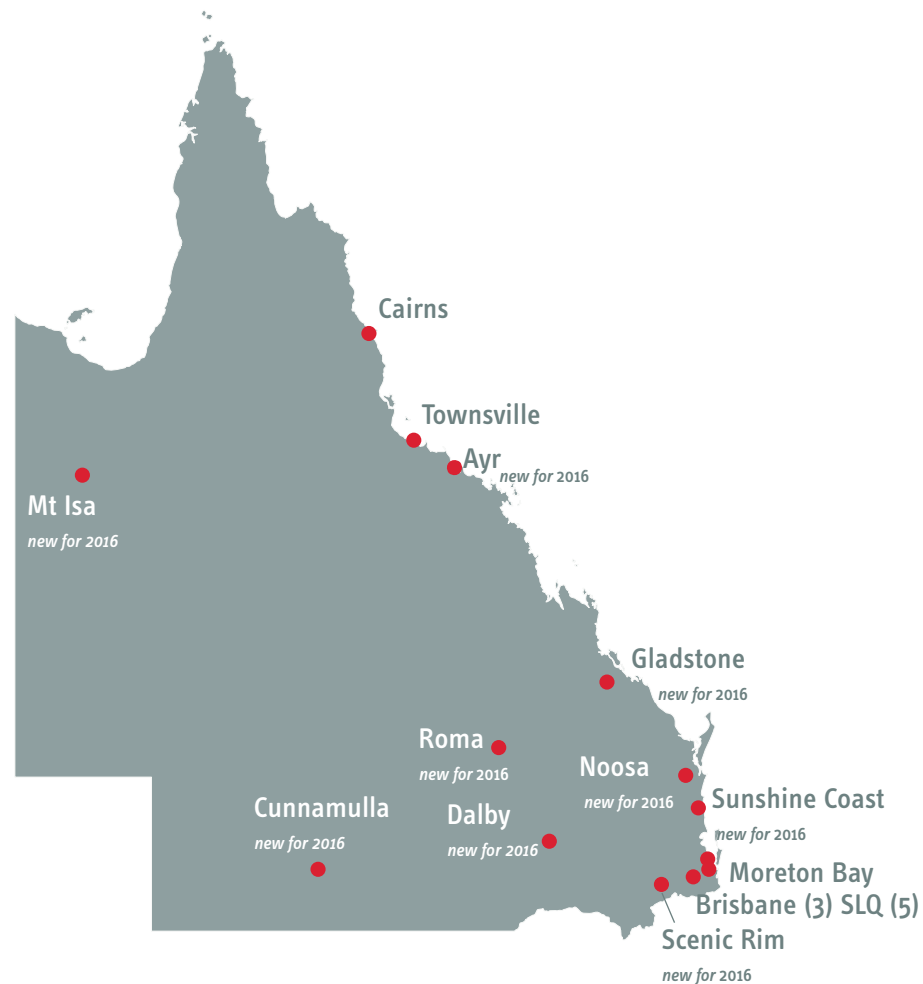 Cairns
Townsville
Ayr new for 2016
Mt Isa
new for 2016
Gladstone
new for 2016
Roma
new for 2016
Noosa
new for 2016
Sunshine Coast
new for 2016
Cunnamulla
new for 2016
Dalby
new for 2016
Moreton Bay
Brisbane (3) SLQ (5)
Scenic Rim
new for 2016